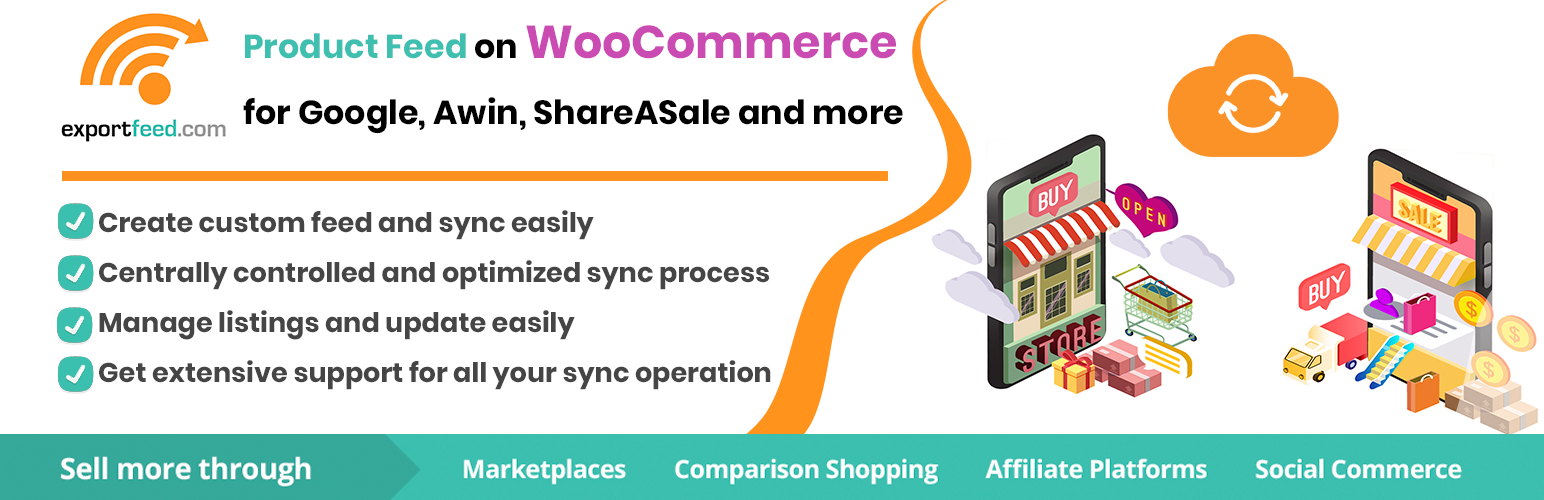 exportfeed.com
Product Feed on WooCommerce
for Google, Awin, ShareASale and more
Create custom feed and sync easily
Centrally controlled and optimized sync process
Manage listings and update easily
Get extensive support for all your sync operation
BUY
OPEN
STORE
SALE
BUY
Sell more through
Marketplaces
Comparison Shopping
Affiliate Platforms
Social Commerce